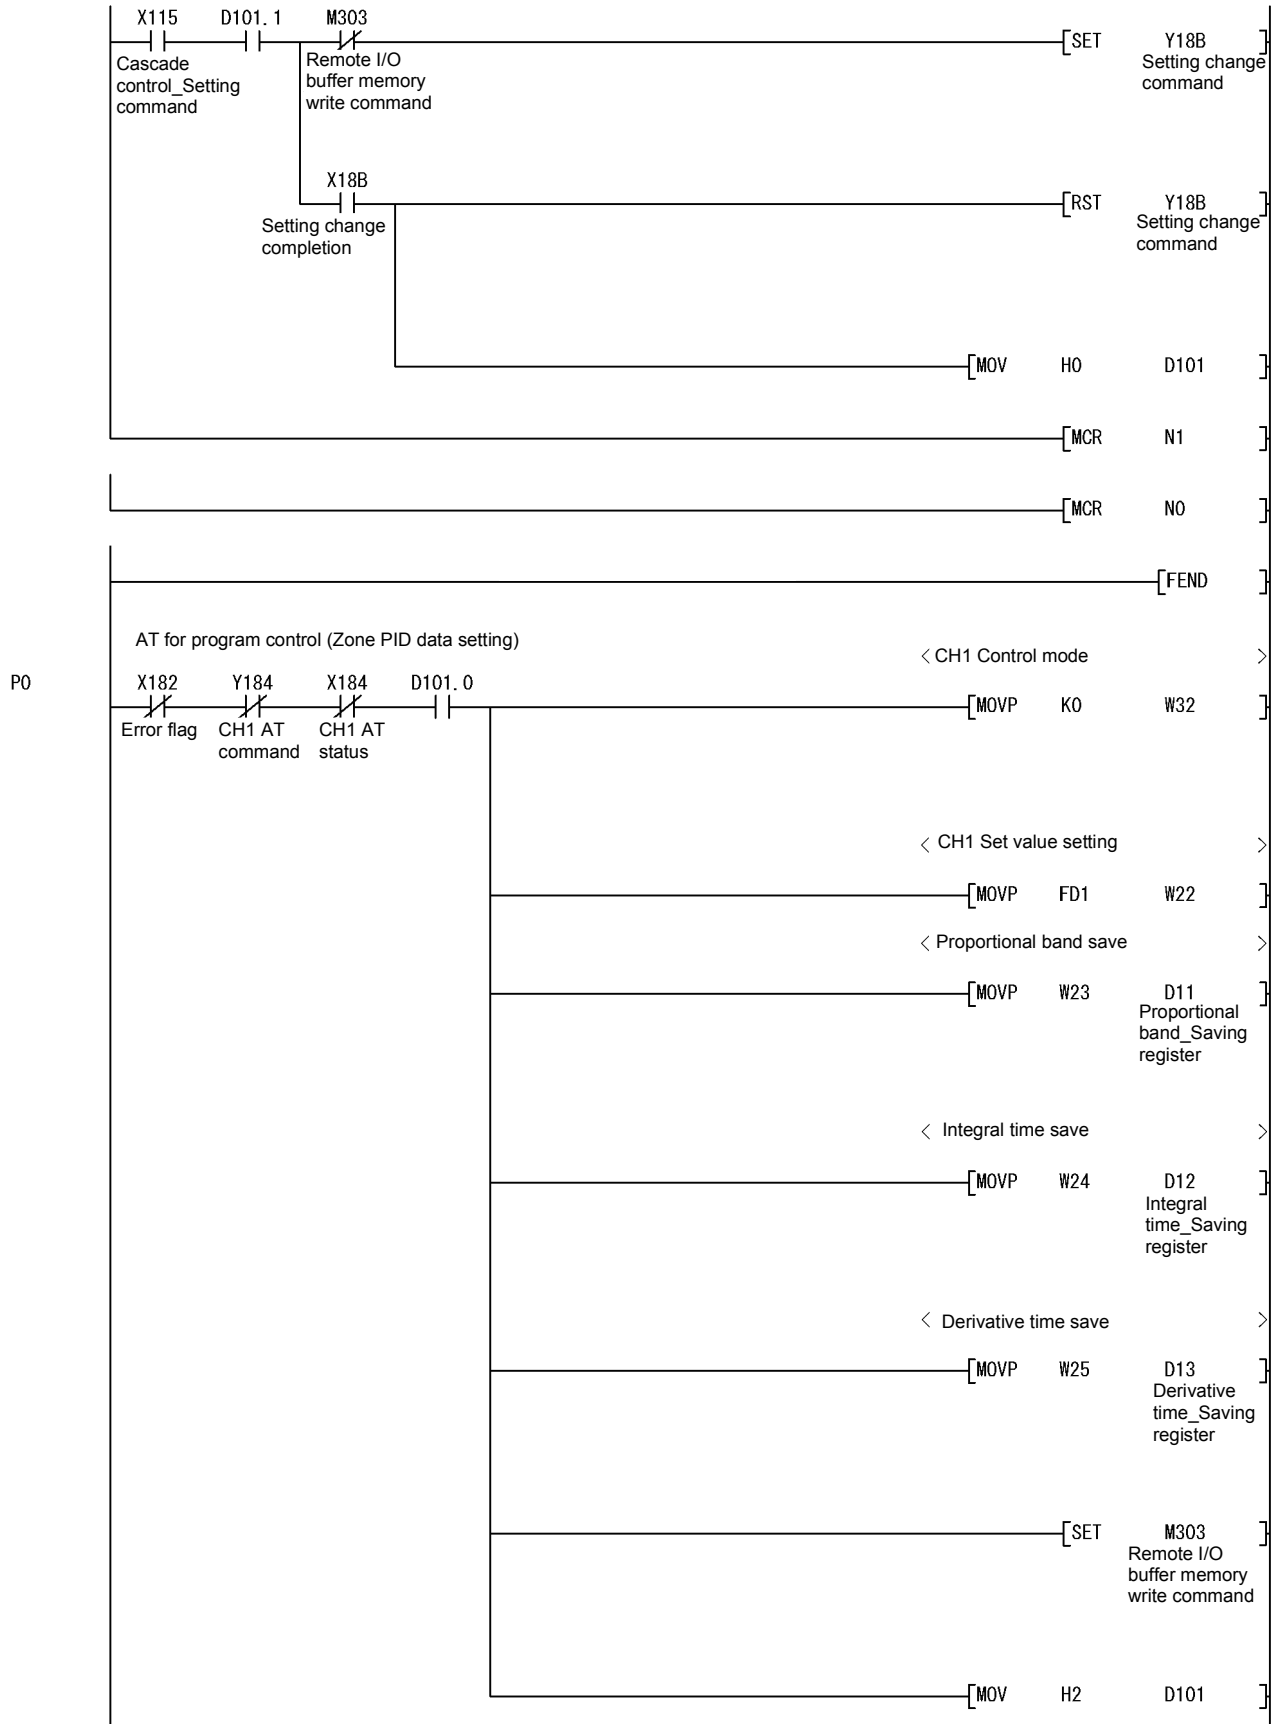 X115 D101.1 M303
[SET Y18B]
Cascade control_Setting command
Remote I/O buffer memory write command
Setting change command
X18B
[RST Y18B]
Setting change completion
Setting change command
[MOV H0 D101]
[MCR N1]
[MCR N0]
[FEND]
AT for program control (Zone PID data setting)
< CH1 Control mode >
P0 X182 Y184 X184 D101.0
[MOVP K0 W32]
Error flag
CH1 AT command
CH1 AT status
< CH1 Set value setting >
[MOVP FD1 W22]
< Proportional band save >
[MOVP W23 D11]
Proportional
band_Saving
register
< Integral time save >
[MOVP W24 D12]
Integral
time_Saving
register
< Derivative time save >
[MOVP W25 D13]
Derivative
time_Saving
register
[SET M303]
Remote I/O
buffer memory
write command
[MOV H2 D101]